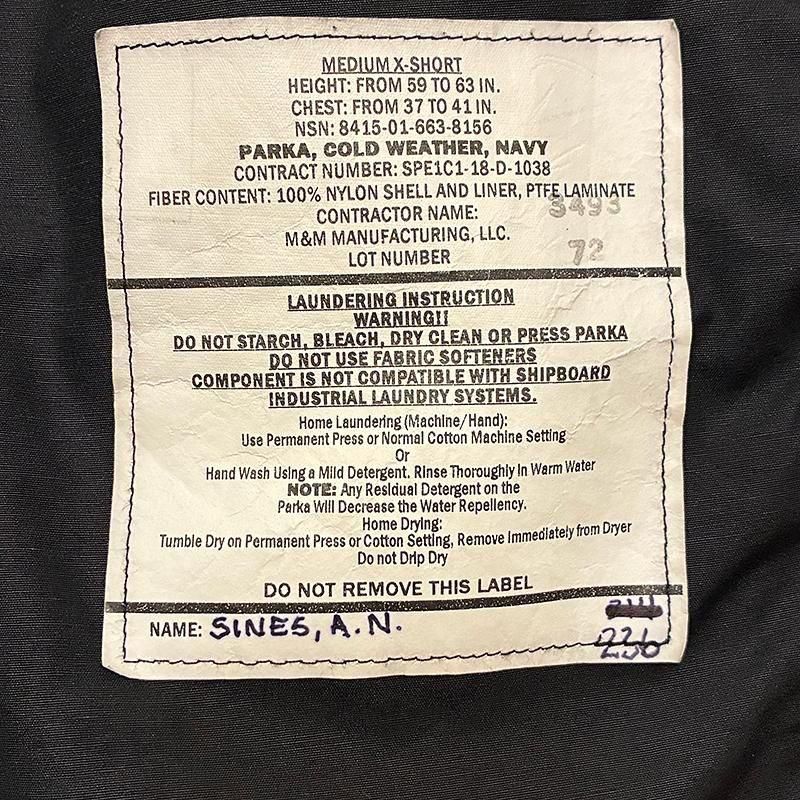 MEDIUM X-SHORT
HEIGHT: FROM 59 TO 63 IN.
CHEST: FROM 37 TO 41 IN.
NSN: 8415-01-663-8156
PARKA, COLD WEATHER, NAVY
CONTRACT NUMBER: SPE1C1-18-D-1038
FIBER CONTENT: 100% NYLON SHELL AND LINER, PTFE LAMINATE
CONTRACTOR NAME: 3493
M&M MANUFACTURING, LLC.
LOT NUMBER 72
LAUNDERING INSTRUCTION
WARNING!!
DO NOT STARCH, BLEACH, DRY CLEAN OR PRESS PARKA
DO NOT USE FABRIC SOFTENERS
COMPONENT IS NOT COMPATIBLE WITH SHIPBOARD
INDUSTRIAL LAUNDRY SYSTEMS.
Home Laundering (Machine/Hand):
Use Permanent Press or Normal Cotton Machine Setting
Or
Hand Wash Using a Mild Detergent. Rinse Thoroughly In Warm Water
NOTE: Any Residual Detergent on the
Parka Will Decrease the Water Repellency.
Home Drying:
Tumble Dry on Permanent Press or Cotton Setting, Remove Immediately from Dryer
Do not Drip Dry
DO NOT REMOVE THIS LABEL
NAME: SINES, A.N.
236